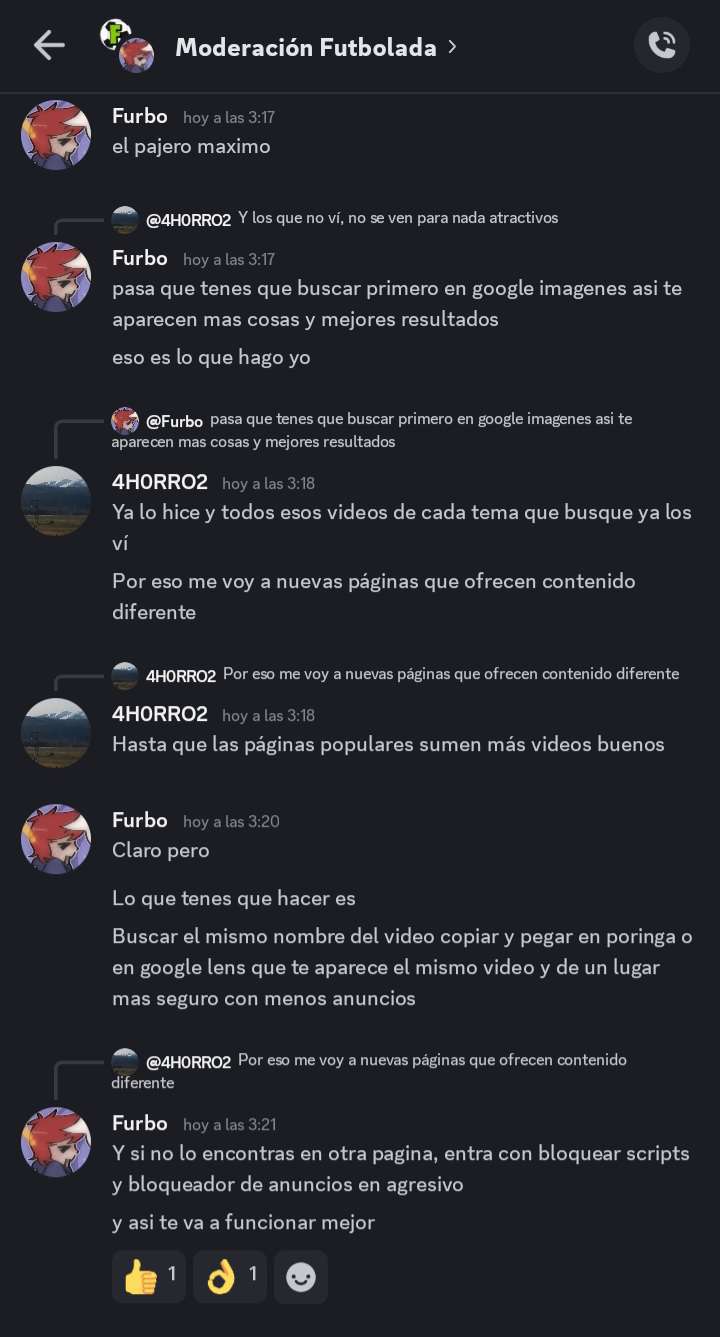 Moderación Futbolada
Furbo hoy a las 3:17
el pajero maximo
@4H0RRO2 Y los que no ví, no se ven para nada atractivos
Furbo hoy a las 3:17
pasa que tenes que buscar primero en google imagenes asi te
aparecen mas cosas y mejores resultados
eso es lo que hago yo
@Furbo pasa que tenes que buscar primero en google imagenes asi te
aparecen mas cosas y mejores resultados
4H0RRO2 hoy a las 3:18
Ya lo hice y todos esos videos de cada tema que busque ya los
ví
Por eso me voy a nuevas páginas que ofrecen contenido
diferente
4H0RRO2 Por eso me voy a nuevas páginas que ofrecen contenido diferente
4H0RRO2 hoy a las 3:18
Hasta que las páginas populares sumen más videos buenos
Furbo hoy a las 3:20
Claro pero
Lo que tenes que hacer es
Buscar el mismo nombre del video copiar y pegar en poringa o
en google lens que te aparece el mismo video y de un lugar
mas seguro con menos anuncios
@4H0RRO2 Por eso me voy a nuevas páginas que ofrecen contenido
diferente
Furbo hoy a las 3:21
Y si no lo encontras en otra pagina, entra con bloquear scripts
y bloqueador de anuncios en agresivo
y asi te va a funcionar mejor
1 1